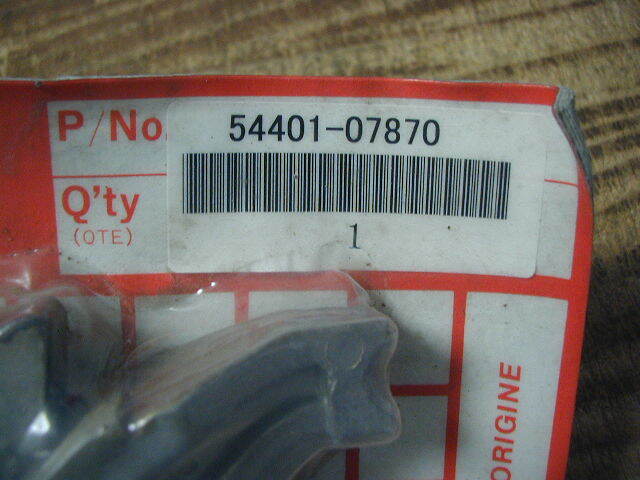 P/No. 54401-07870
Q'ty
(QTE)
1
ORIGINE